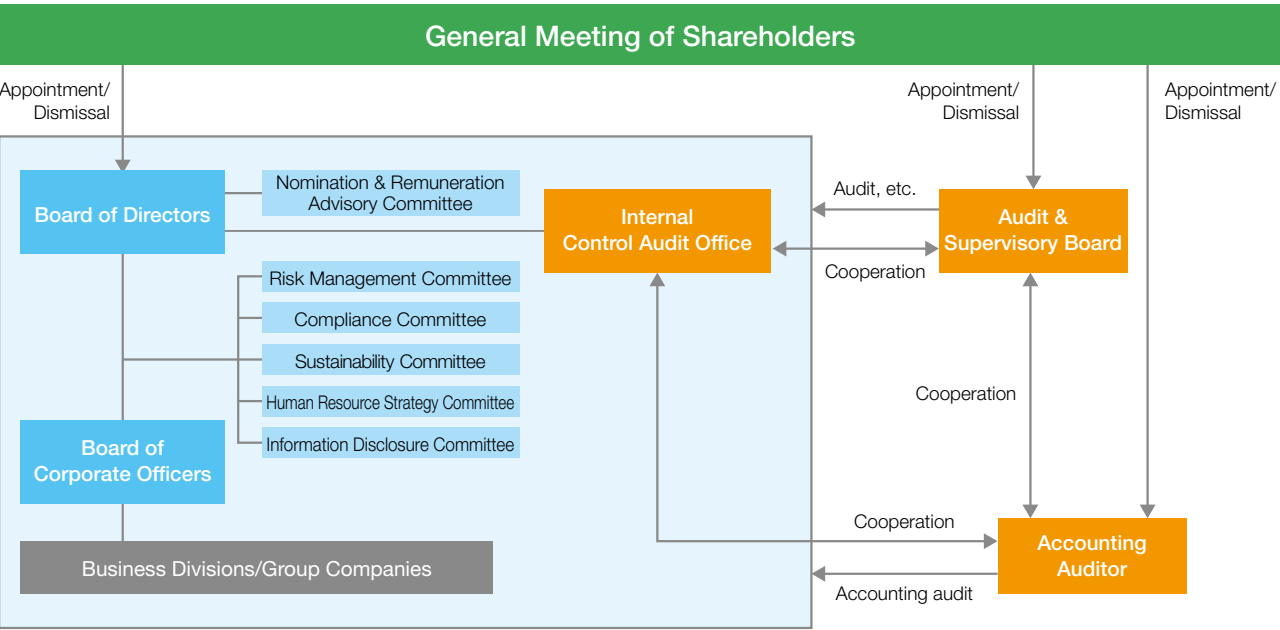 General Meeting of Shareholders
Appointment/
Dismissal
Appointment/
Dismissal
Appointment/
Dismissal
Board of Directors
Nomination & Remuneration
Advisory Committee
Internal
Control Audit Office
Audit, etc.
Audit &
Supervisory Board
Cooperation
Risk Management Committee
Compliance Committee
Sustainability Committee
Human Resource Strategy Committee
Information Disclosure Committee
Cooperation
Board of
Corporate Officers
Cooperation
Accounting
Auditor
Business Divisions/Group Companies
Accounting audit